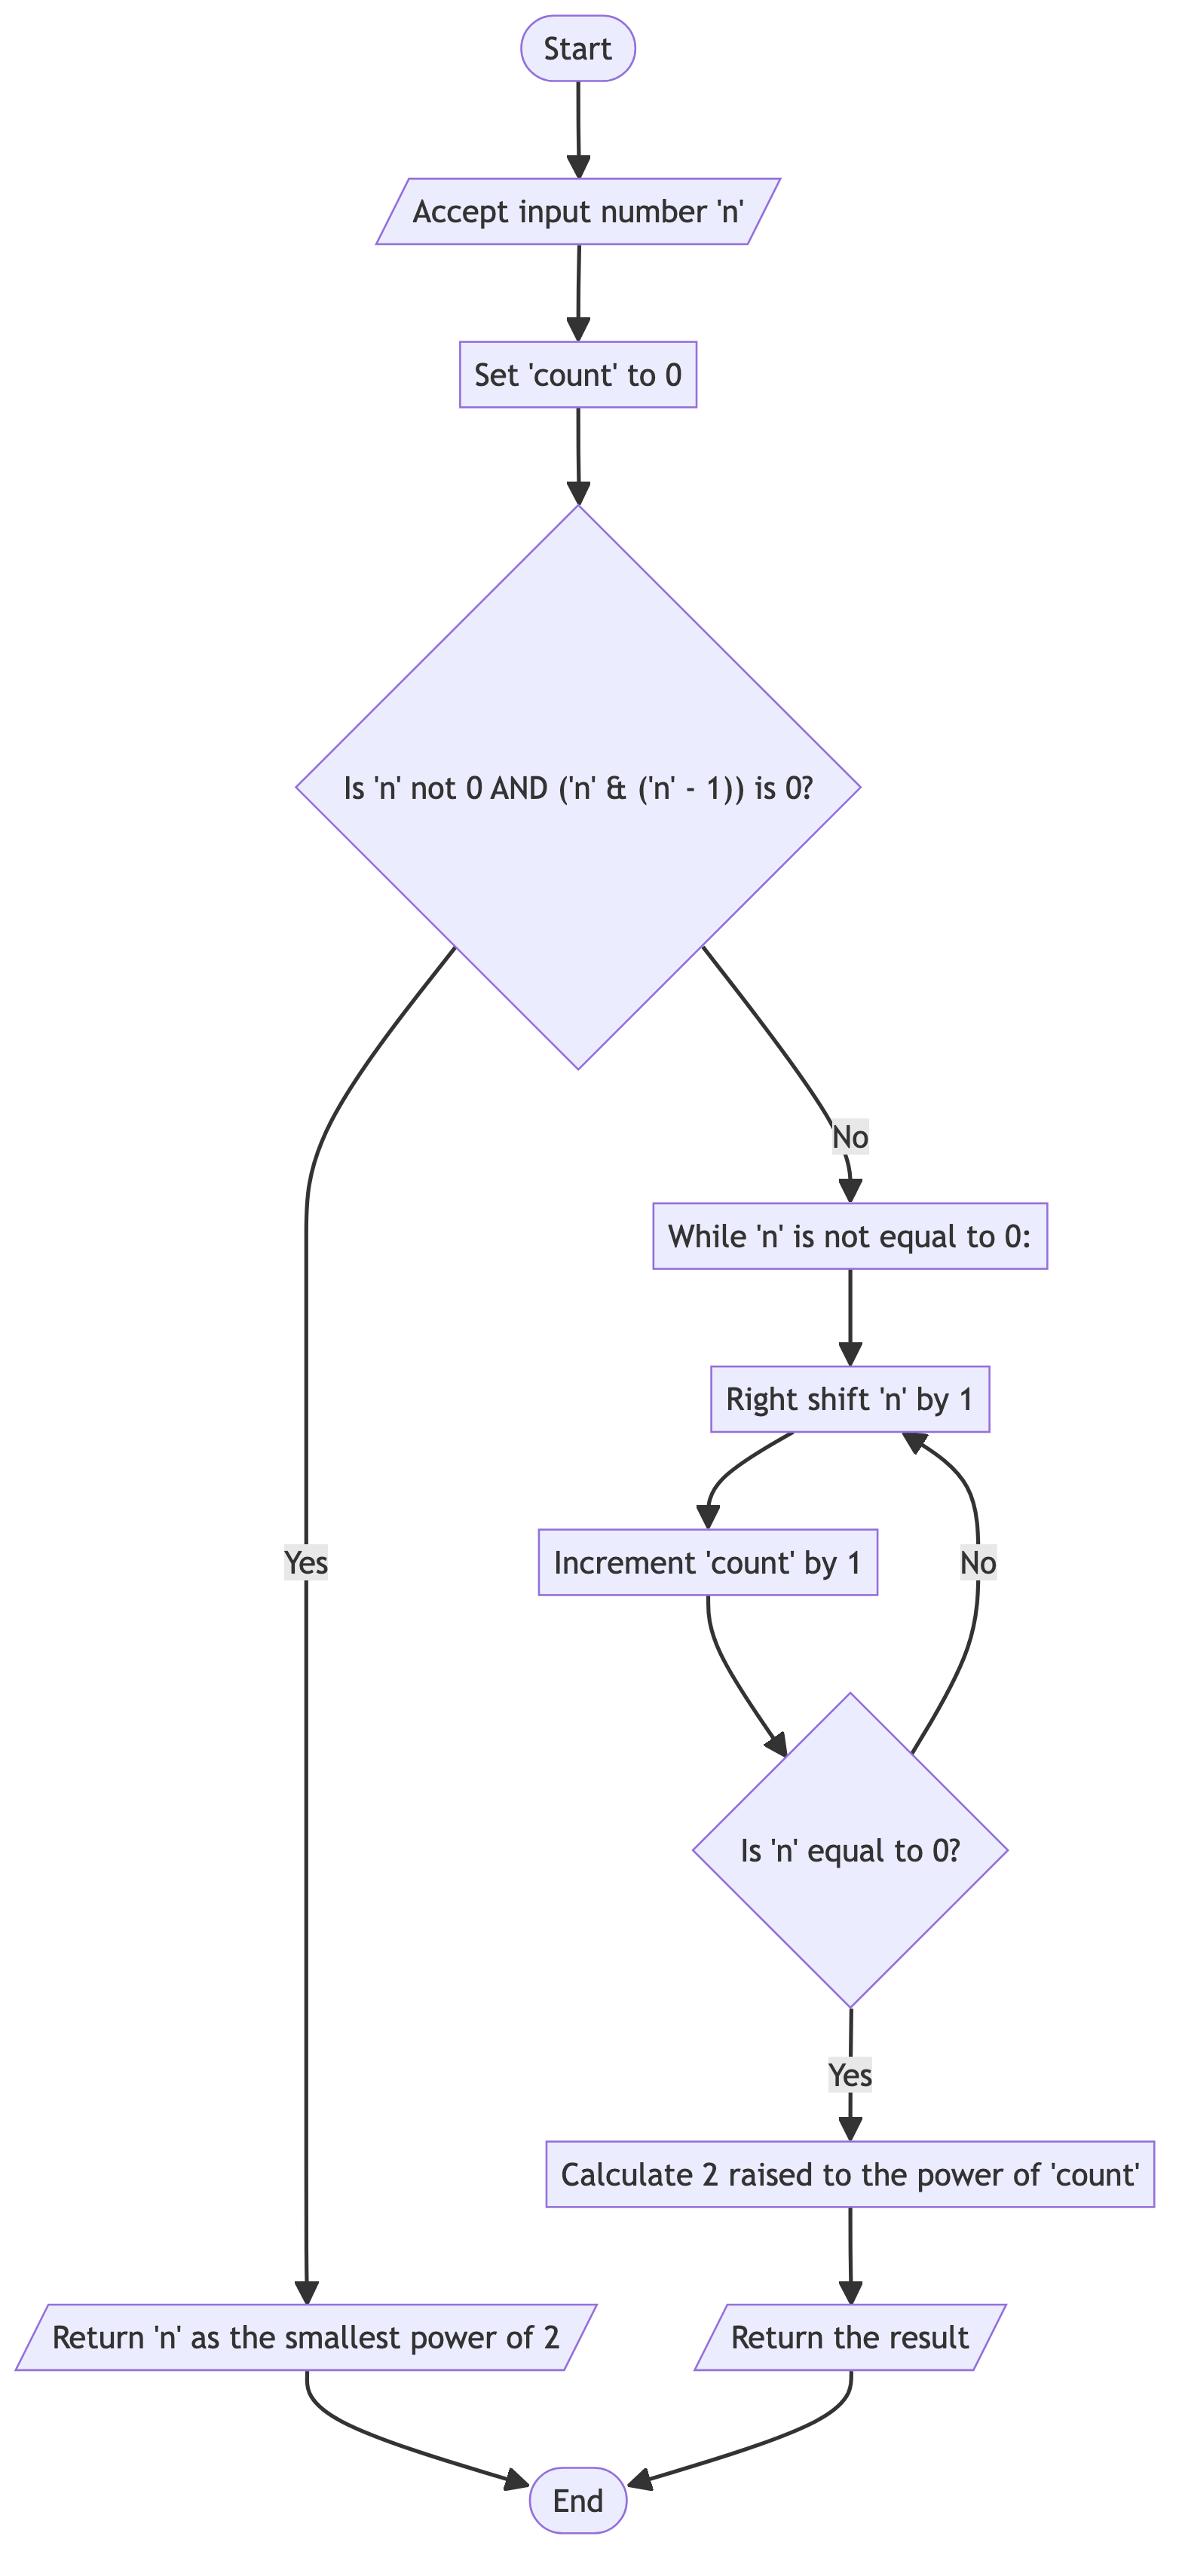 Start
Accept input number 'n'
Set 'count' to 0
Is 'n' not 0 AND ('n' & ('n' - 1)) is 0?
No
While 'n' is not equal to 0:
Right shift 'n' by 1
Yes
Increment 'count' by 1
No
Is 'n' equal to 0?
Yes
Calculate 2 raised to the power of 'count'
Return 'n' as the smallest power of 2
Return the result
End